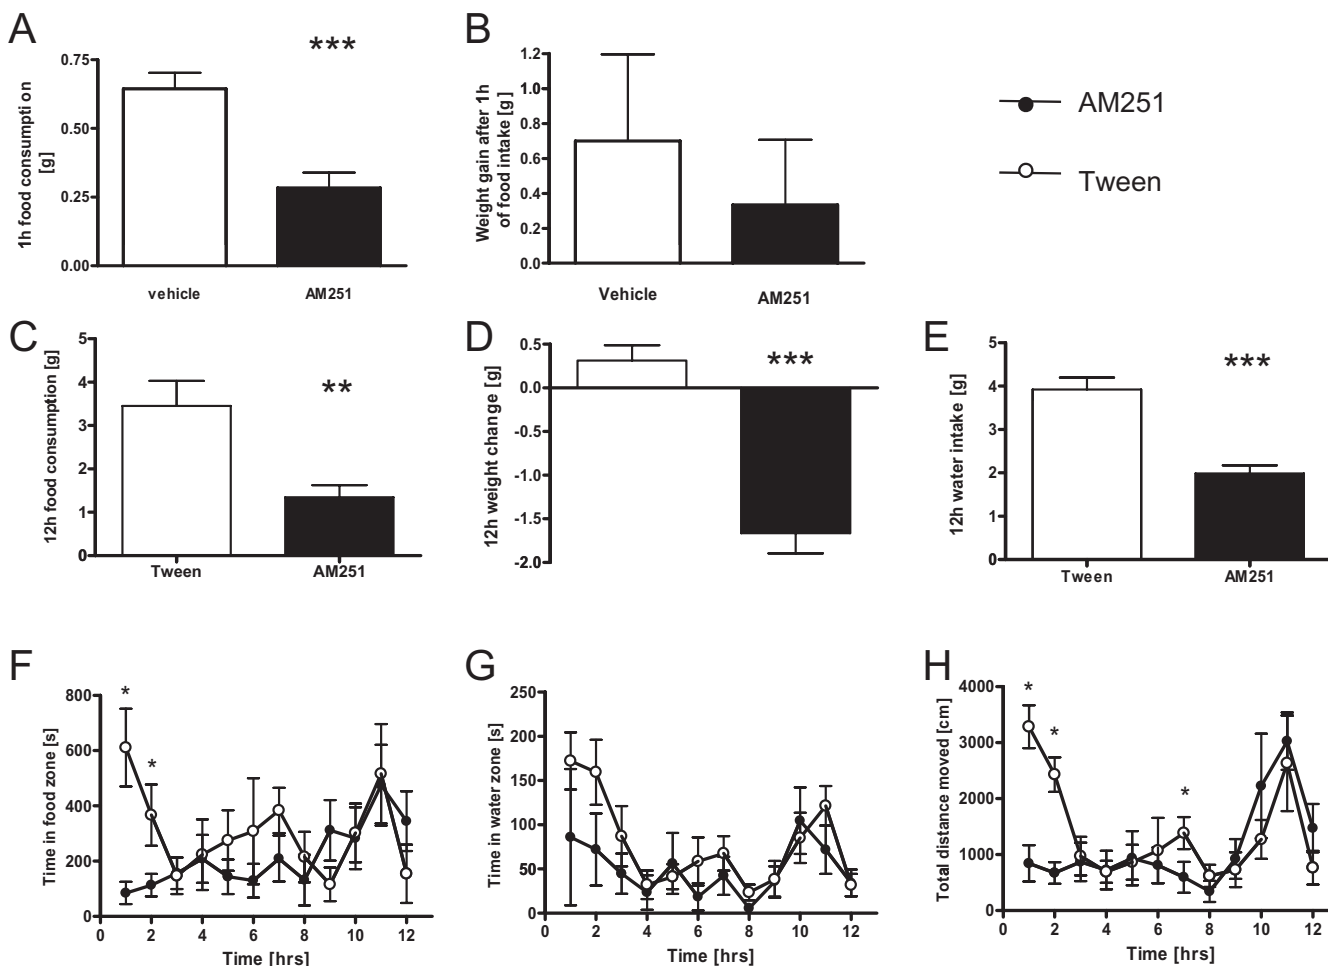 A
***
1h food consumpti on
[g]
0.75
0.50
0.25
0.00
vehicle
AM251
B
Weight gain after 1h
of food intake [g]
1.2
1.0
0.8
0.6
0.4
0.2
0.0
Vehicle
AM251
AM251
Tween
C
**
12h food consumption [g]
5
4
3
2
1
0
Tween
AM251
D
***
12h weight change [g]
0.5
0.0
-0.5
-1.0
-1.5
-2.0
E
***
12h water intake [g]
5
4
3
2
1
0
Tween
AM251
F
*
*
Time in food zone [s]
800
600
400
200
0
0 2 4 6 8 10 12
Time [hrs]
G
Time in water zone [s]
250
200
150
100
50
0
0 2 4 6 8 10 12
Time [hrs]
H
*
*
*
Total distance moved [cm]
4000
3000
2000
1000
0
0 2 4 6 8 10 12
Time [hrs]